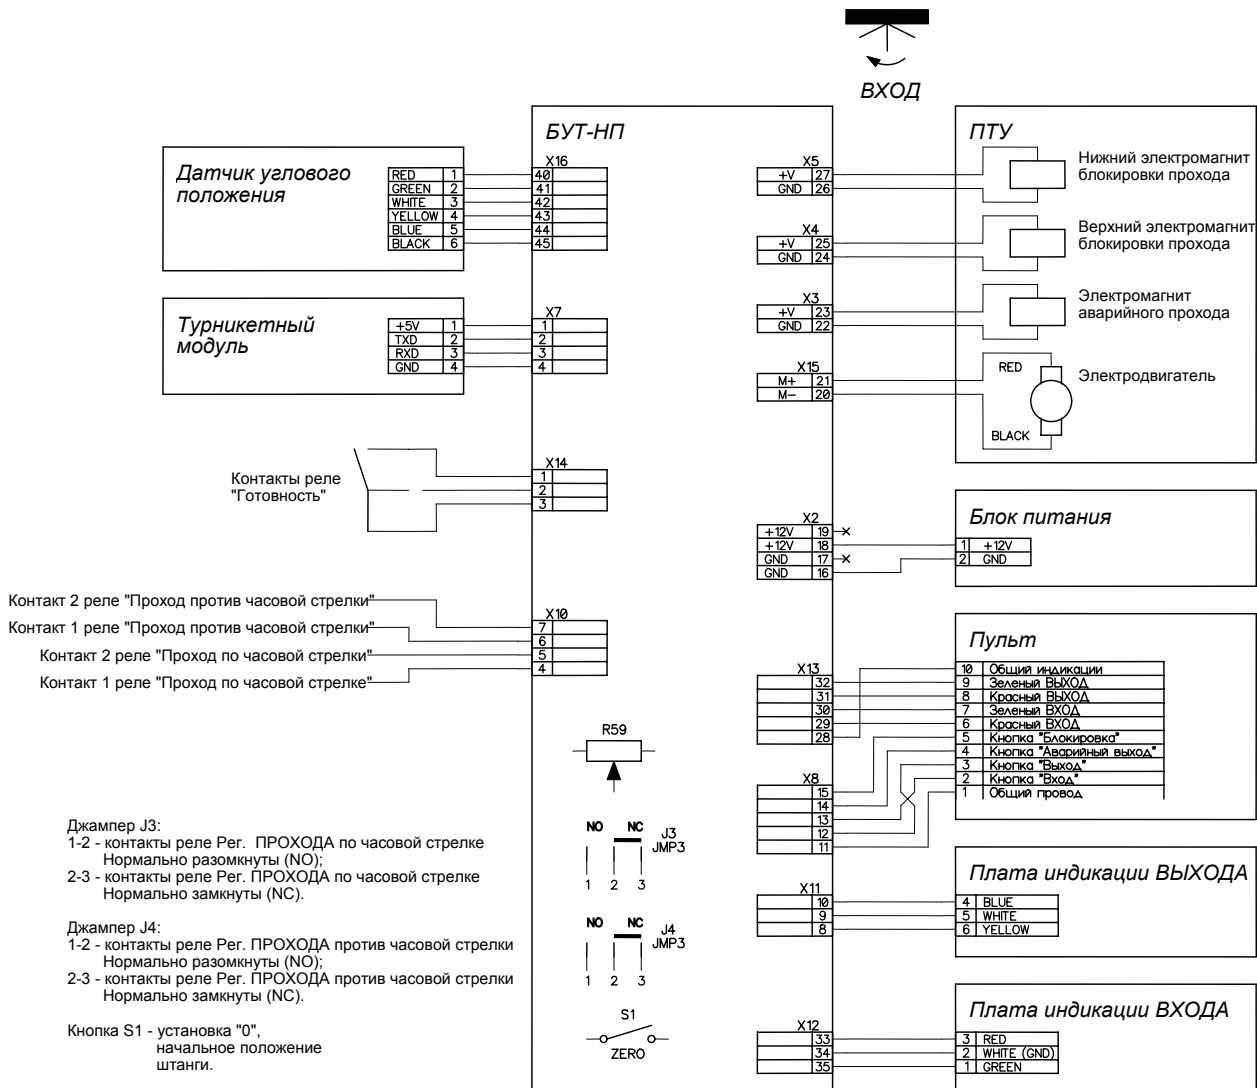 ВХОД
БУТ-НП
ПТУ
Датчик углового
положения
RED 1
GREEN 2
WHITE 3
YELLOW 4
BLUE 5
BLACK 6
X16
40
41
42
43
44
45
X5
+V 27
GND 26
Нижний электромагнит
блокировки прохода
X4
+V 25
GND 24
Верхний электромагнит
блокировки прохода
X3
+V 23
GND 22
Электромагнит
аварийного прохода
Турникетный
модуль
+5V 1
TXD 2
RXD 3
GND 4
X7
1
2
3
4
X15
M+ 21
M- 20
RED
BLACK
Электродвигатель
Контакты реле
"Готовность"
X14
1
2
3
X2
+12V 19
+12V 18
GND 17
GND 16
Блок питания
1 +12V
2 GND
Контакт 2 реле "Проход против часовой стрелки"
Контакт 1 реле "Проход против часовой стрелки"
Контакт 2 реле "Проход по часовой стрелки"
Контакт 1 реле "Проход по часовой стрелке"
X10
7
6
5
4
Пульт
X13
32
31
30
29
28
10 Общий индикации
9 Зеленый ВЫХОД
8 Красный ВЫХОД
7 Зеленый ВХОД
6 Красный ВХОД
5 Кнопка "Блокировка"
4 Кнопка "Аварийный выход"
3 Кнопка "Выход"
2 Кнопка "Вход"
1 Общий провод
X8
15
14
13
12
11
R59
NO NC
J3
JMP3
1 2 3
NO NC
J4
JMP3
1 2 3
S1
ZERO
Джампер J3:
1-2 - контакты реле Рег. ПРОХОДА по часовой стрелке
Нормально разомкнуты (NO);
2-3 - контакты реле Рег. ПРОХОДА по часовой стрелке
Нормально замкнуты (NC).
Джампер J4:
1-2 - контакты реле Рег. ПРОХОДА против часовой стрелки
Нормально разомкнуты (NO);
2-3 - контакты реле Рег. ПРОХОДА против часовой стрелки
Нормально замкнуты (NC).
Кнопка S1 - установка "0",
начальное положение
штанги.
X11
10
9
8
Плата индикации ВЫХОДА
4 BLUE
5 WHITE
6 YELLOW
X12
33
34
35
Плата индикации ВХОДА
3 RED
2 WHITE (GND)
1 GREEN